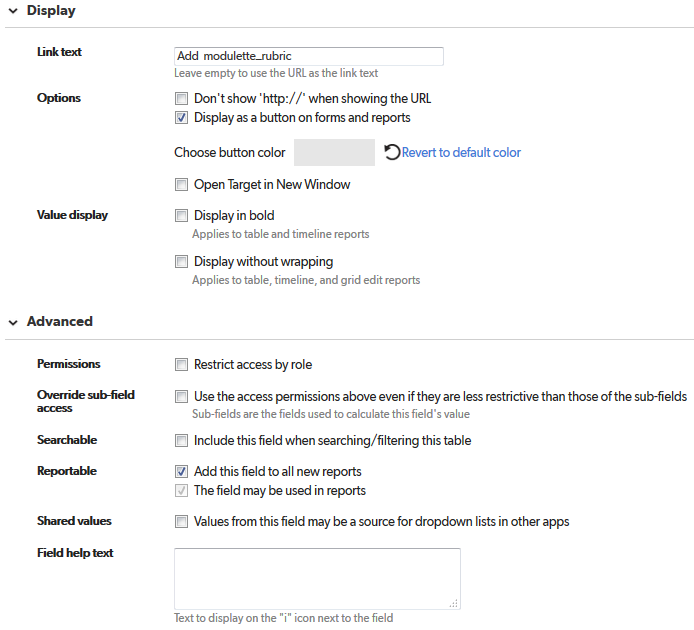 Display
Link text
Add modulette_rubric
Leave empty to use the URL as the link text
Options
Don't show 'http://' when showing the URL
Display as a button on forms and reports
Choose button color
Revert to default color
Open Target in New Window
Value display
Display in bold
Applies to table and timeline reports
Display without wrapping
Applies to table, timeline, and grid edit reports
Advanced
Permissions
Restrict access by role
Override sub-field
access
Use the access permissions above even if they are less restrictive than those of the sub-fields
Sub-fields are the fields used to calculate this field's value
Searchable
Include this field when searching/filtering this table
Reportable
Add this field to all new reports
The field may be used in reports
Shared values
Values from this field may be a source for dropdown lists in other apps
Field help text
Text to display on the "i" icon next to the field